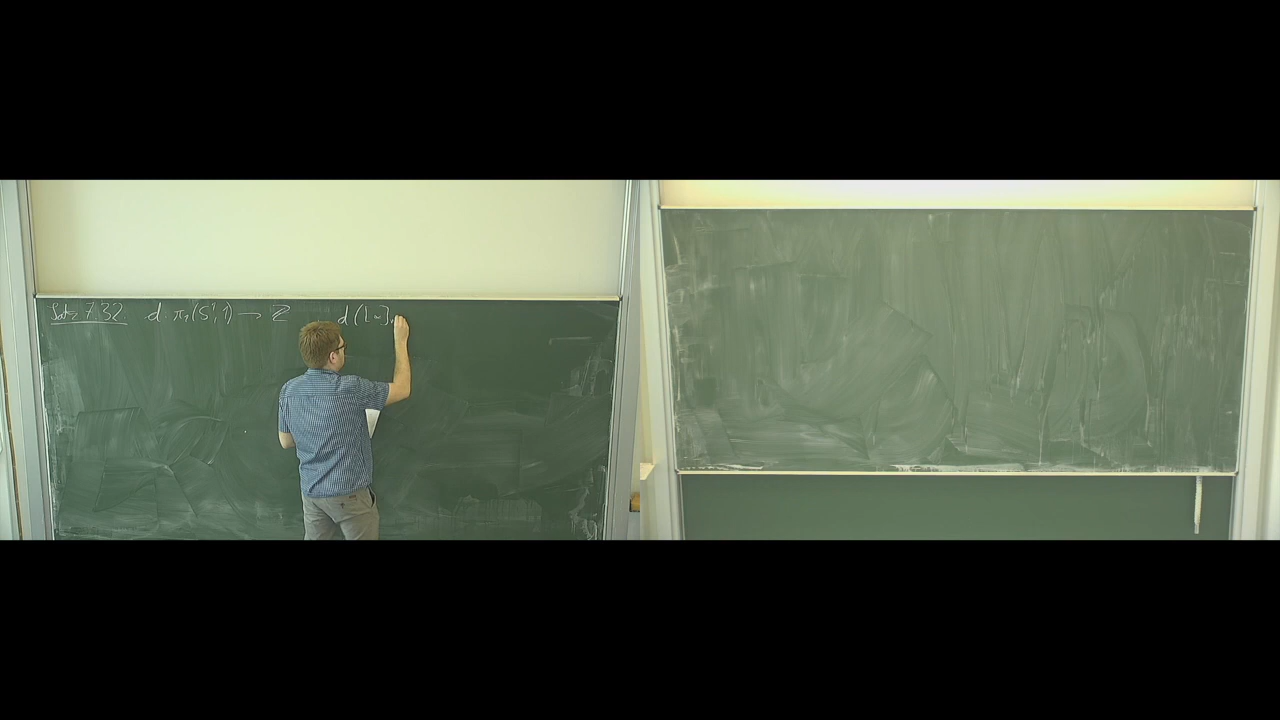 Satz 7.32 d: π₁(S¹,1) → ℤ d([w]